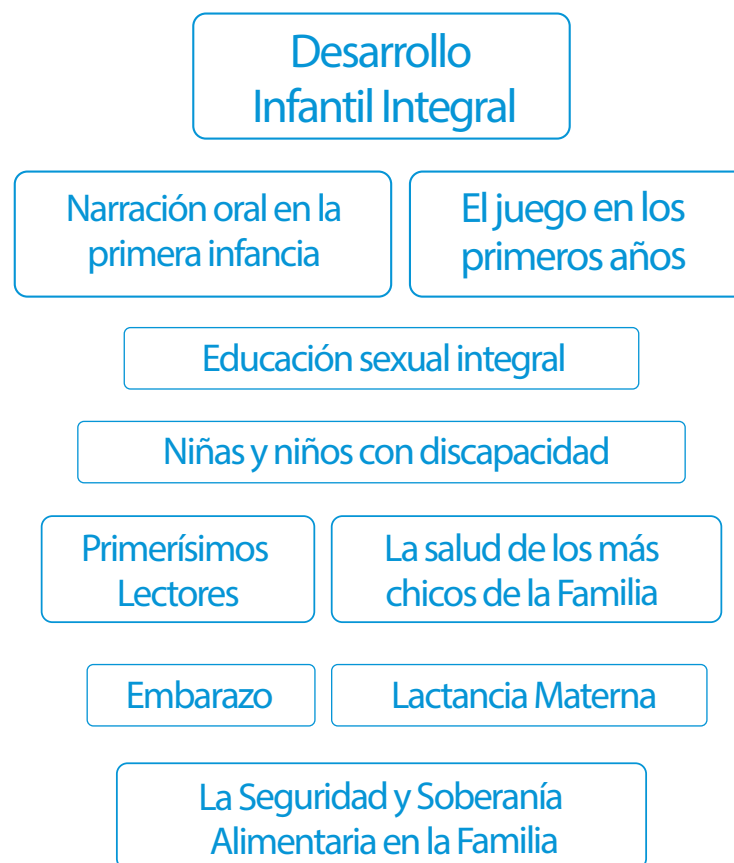 Desarrollo
Infantil Integral
Narración oral en la
primera infancia
El juego en los
primeros años
Educación sexual integral
Niñas y niños con discapacidad
Primerísimos
Lectores
La salud de los más
chicos de la Familia
Embarazo
Lactancia Materna
La Seguridad y Soberanía
Alimentaria en la Familia